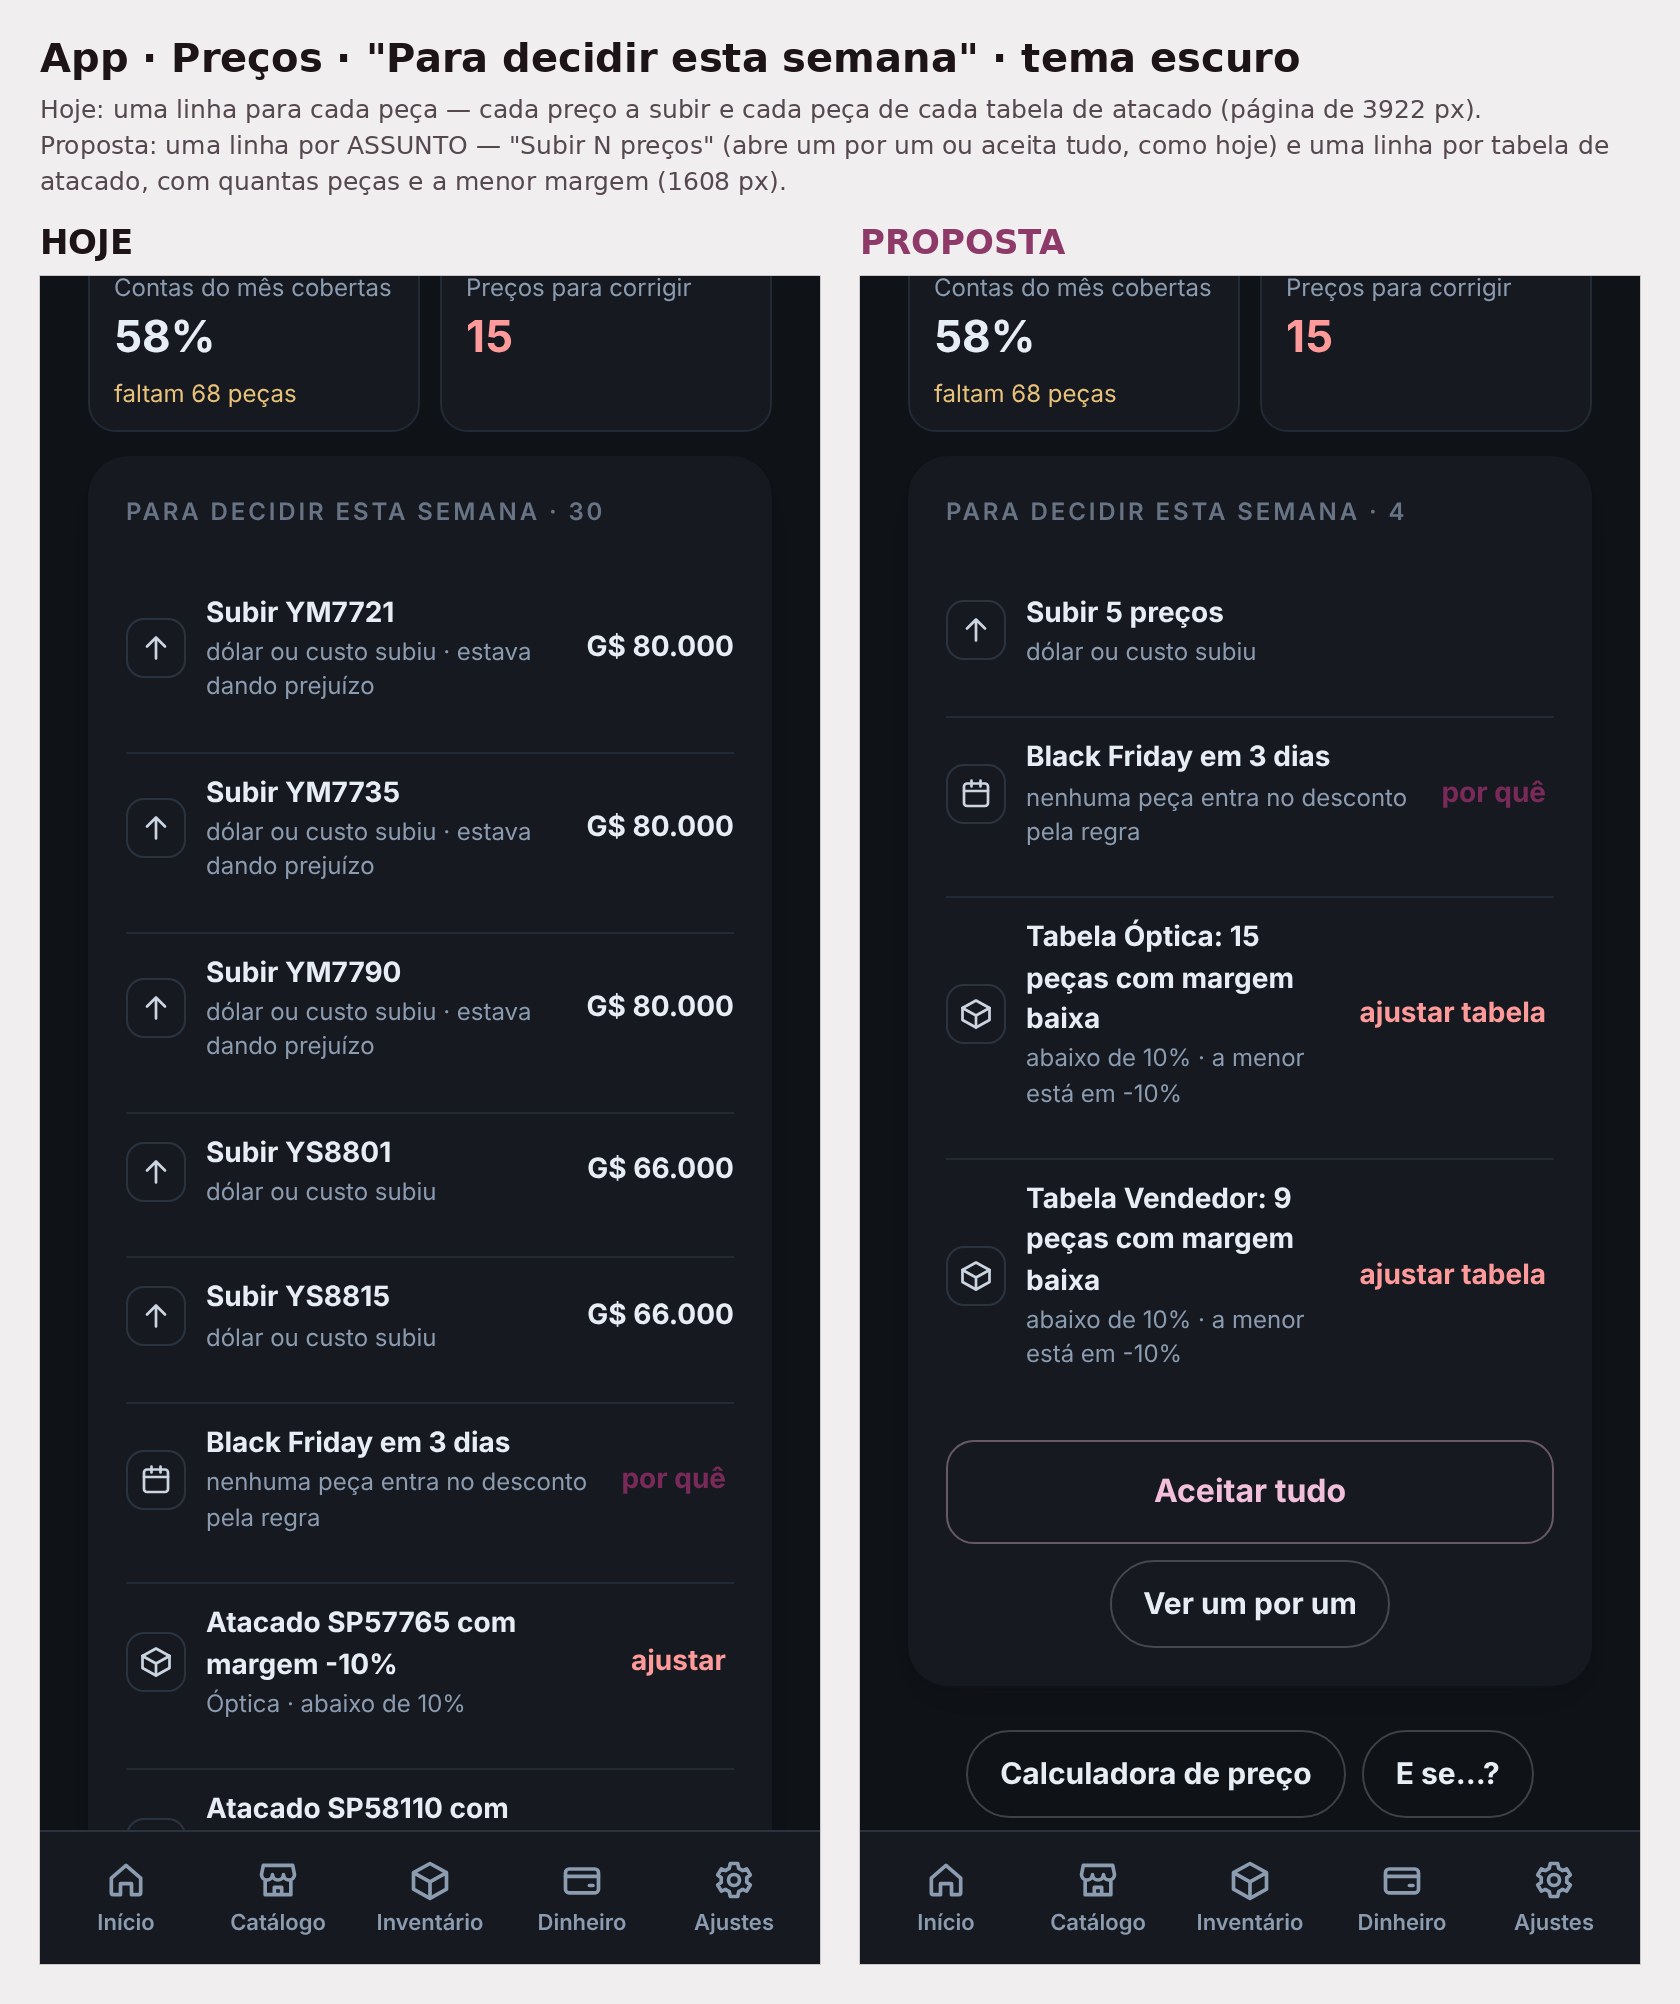 App · Preços · "Para decidir esta semana" · tema escuro
Hoje: uma linha para cada peça — cada preço a subir e cada peça de cada tabela de atacado (página de 3922 px).
Proposta: uma linha por ASSUNTO — "Subir N preços" (abre um por um ou aceita tudo, como hoje) e uma linha por tabela de
atacado, com quantas peças e a menor margem (1608 px).
HOJE
Contas do mês cobertas
58%
faltam 68 peças
Preços para corrigir
15
PARA DECIDIR ESTA SEMANA · 30
Subir YM7721
dólar ou custo subiu · estava
dando prejuízo
G$ 80.000
Subir YM7735
dólar ou custo subiu · estava
dando prejuízo
G$ 80.000
Subir YM7790
dólar ou custo subiu · estava
dando prejuízo
G$ 80.000
Subir YS8801
dólar ou custo subiu
G$ 66.000
Subir YS8815
dólar ou custo subiu
G$ 66.000
Black Friday em 3 dias
nenhuma peça entra no desconto
pela regra
por quê
Atacado SP57765 com
margem -10%
Óptica · abaixo de 10%
ajustar
Atacado SP58110 com
Início
Catálogo
Inventário
Dinheiro
Ajustes
PROPOSTA
Contas do mês cobertas
58%
faltam 68 peças
Preços para corrigir
15
PARA DECIDIR ESTA SEMANA · 4
Subir 5 preços
dólar ou custo subiu
Black Friday em 3 dias
nenhuma peça entra no desconto
pela regra
por quê
Tabela Óptica: 15
peças com margem
baixa
abaixo de 10% · a menor
está em -10%
ajustar tabela
Tabela Vendedor: 9
peças com margem
baixa
abaixo de 10% · a menor
está em -10%
ajustar tabela
Aceitar tudo
Ver um por um
Calculadora de preço
E se...?
Início
Catálogo
Inventário
Dinheiro
Ajustes